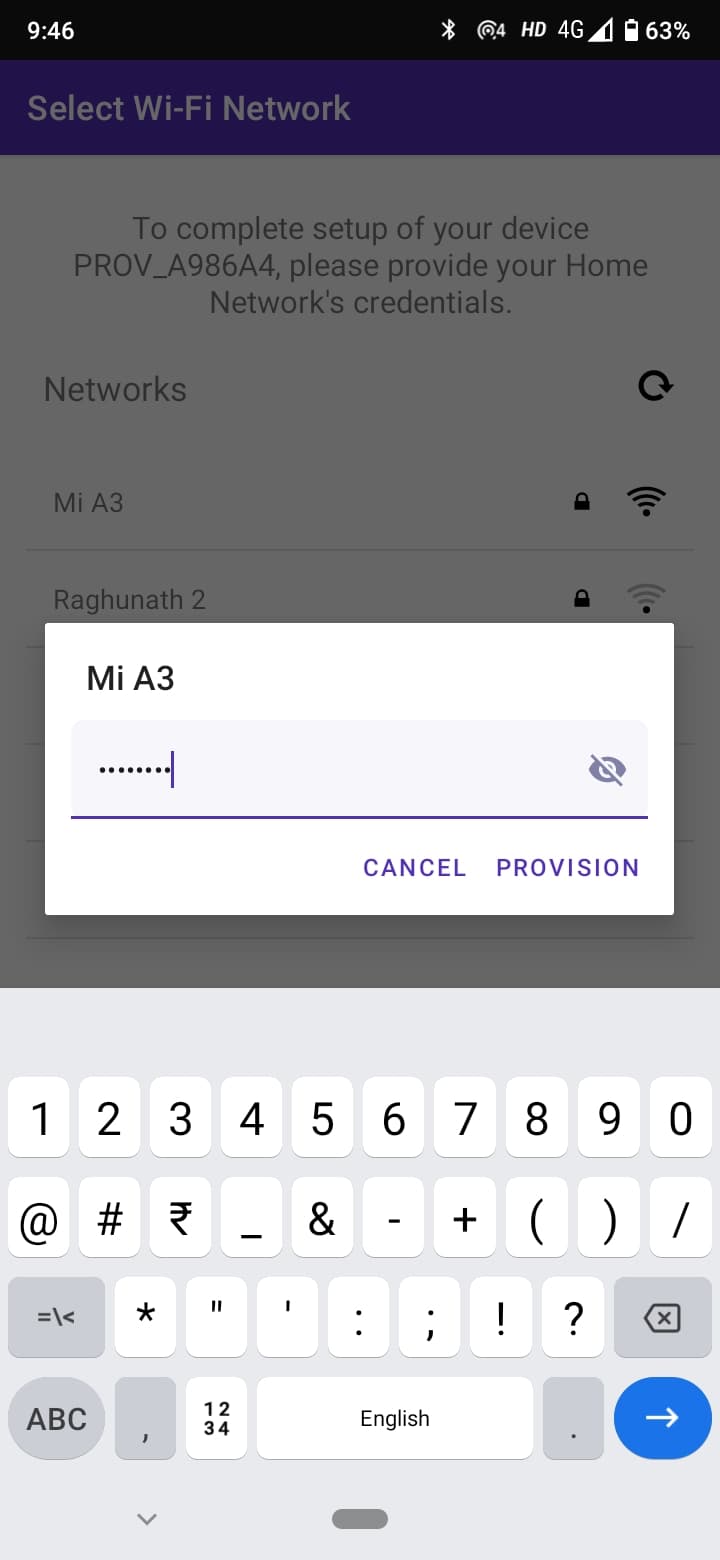 9:46
4 HD 4G 63%
Select Wi-Fi Network
To complete setup of your device
PROV_A986A4, please provide your Home
Network's credentials.
Networks
Mi A3
Raghunath 2
Mi A3
••••••••
CANCEL PROVISION
1 2 3 4 5 6 7 8 9 0
@ # ₹ _ & - + ( ) /
=\< * " ' : ; ! ?
ABC , 12 34 English .